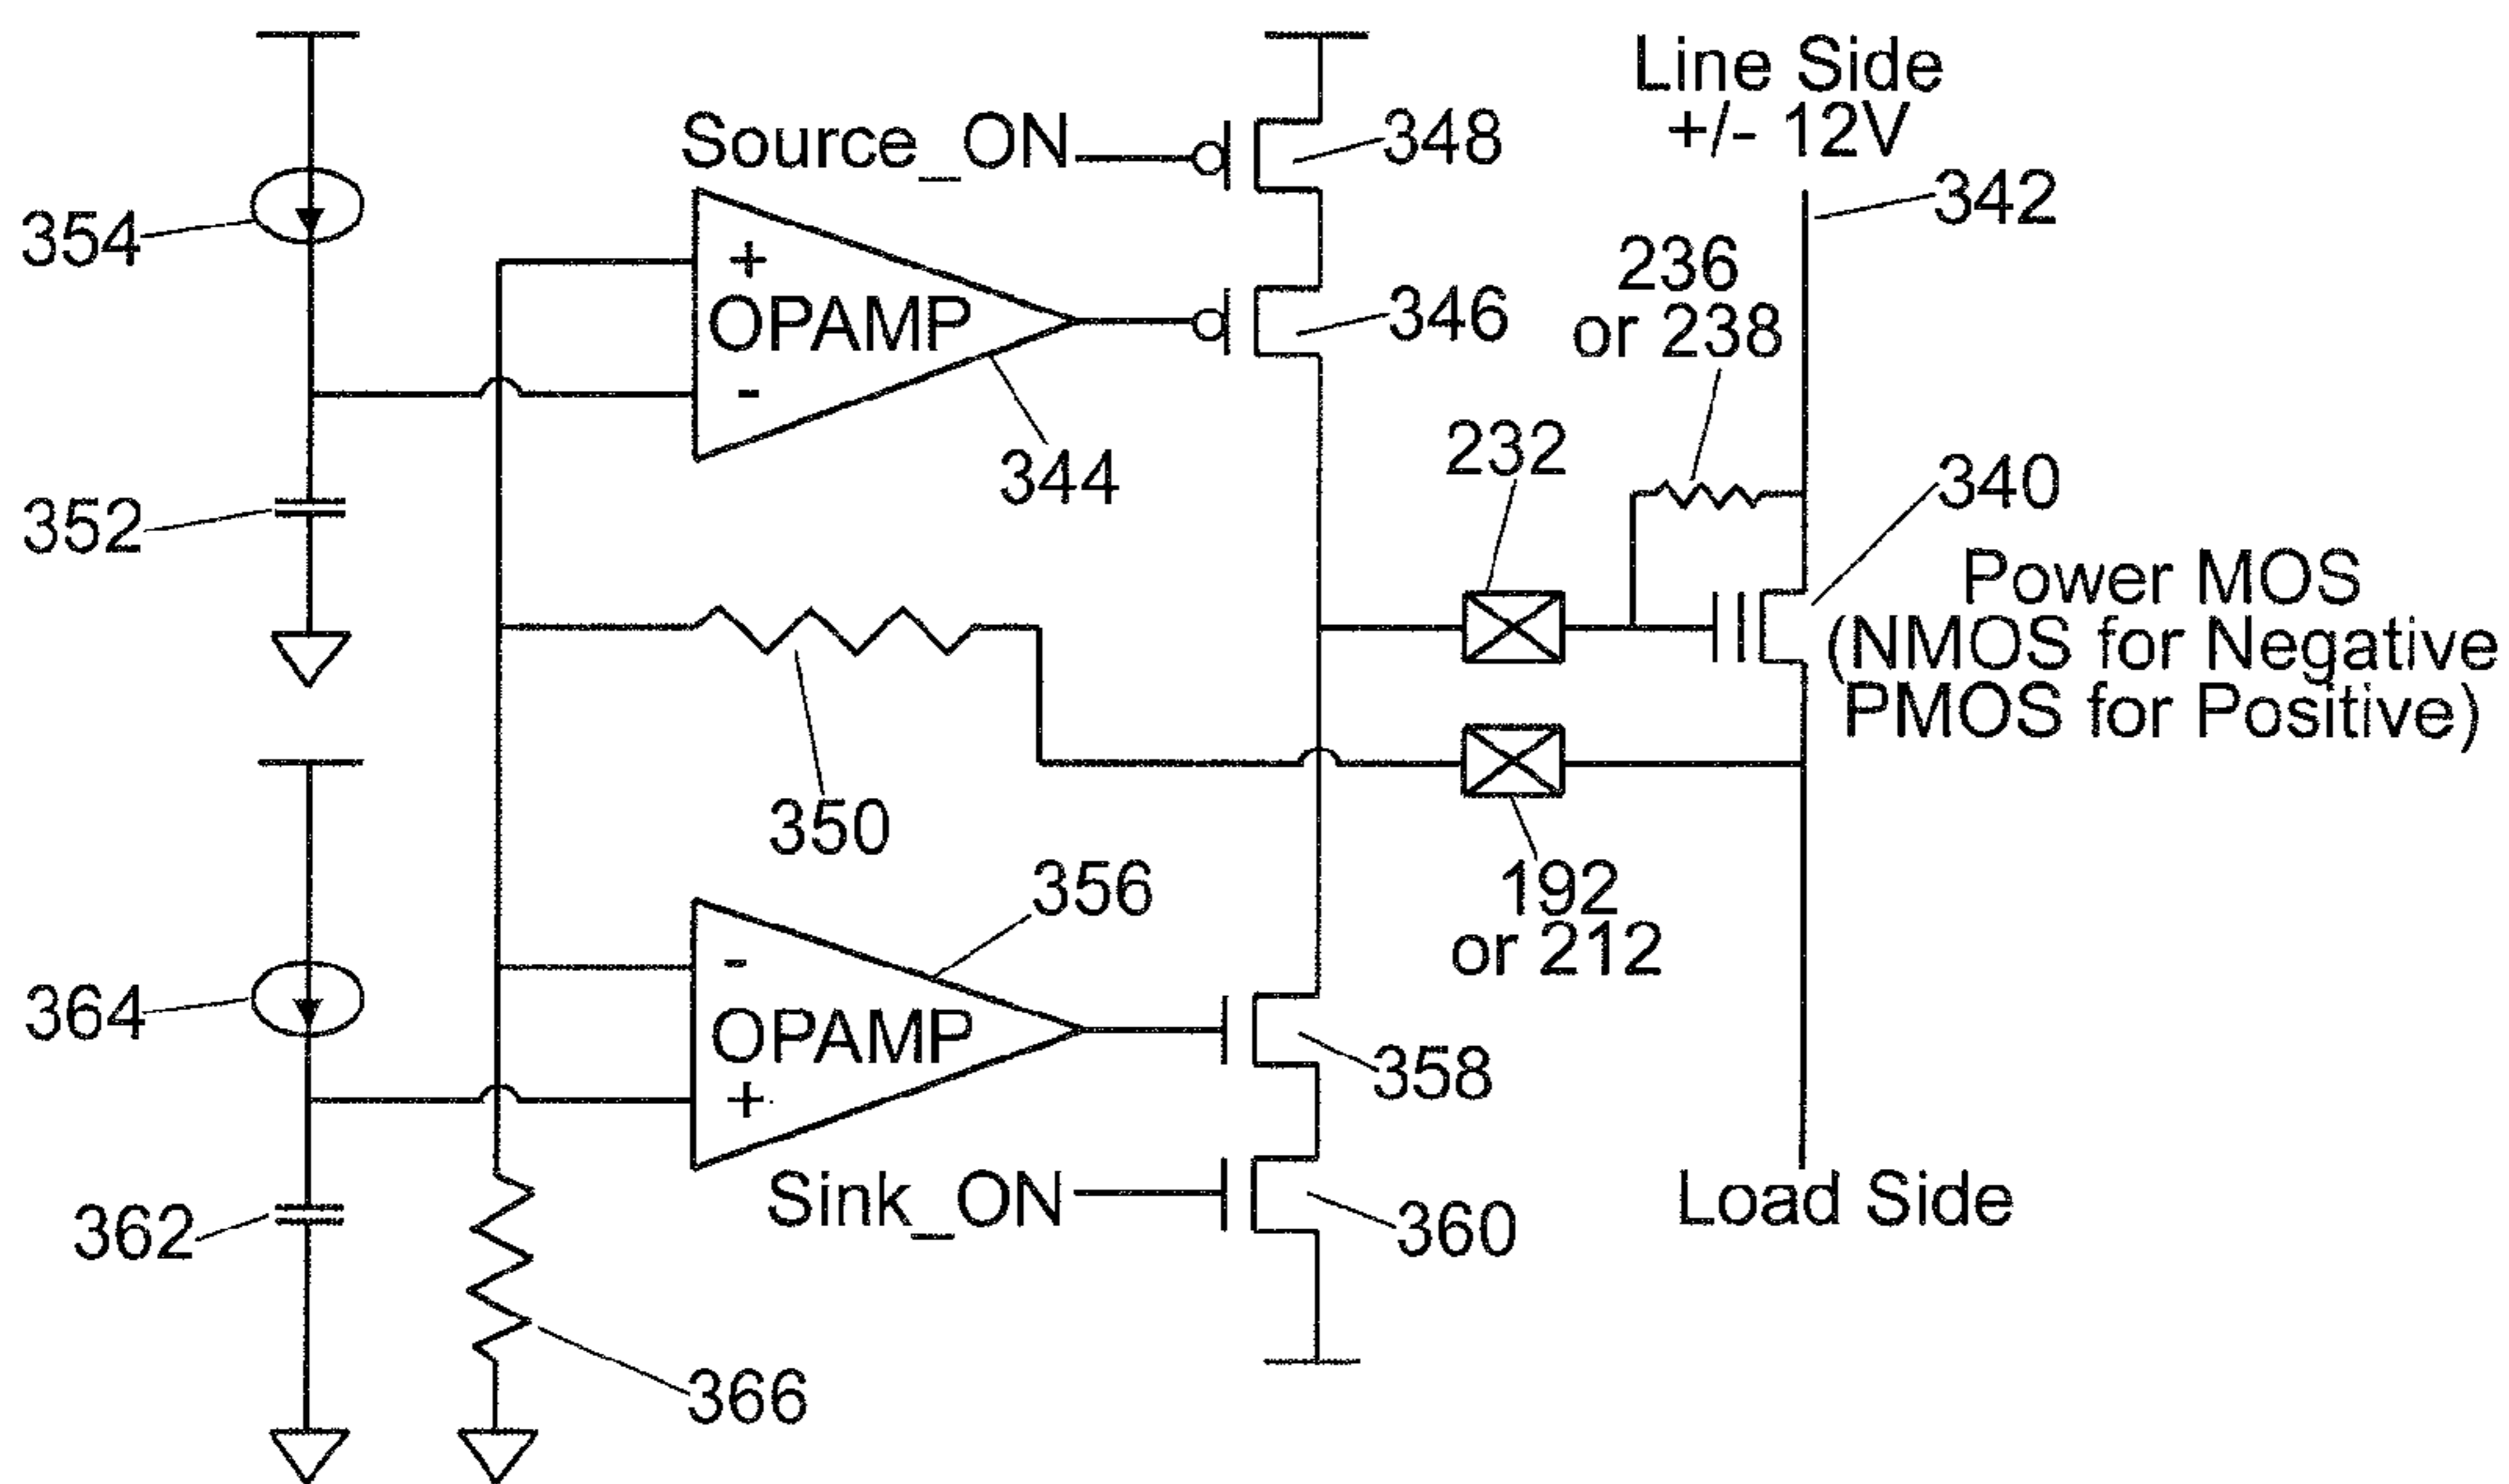 Line Side
+/- 12V
Source_ON
348
342
354
+
OPAMP
-
346
236
or 238
344
232
340
352
Power MOS
(NMOS for Negative
PMOS for Positive)
350
356
192
or 212
364
-
OPAMP
+
358
Sink_ON
Load Side
362
360
366